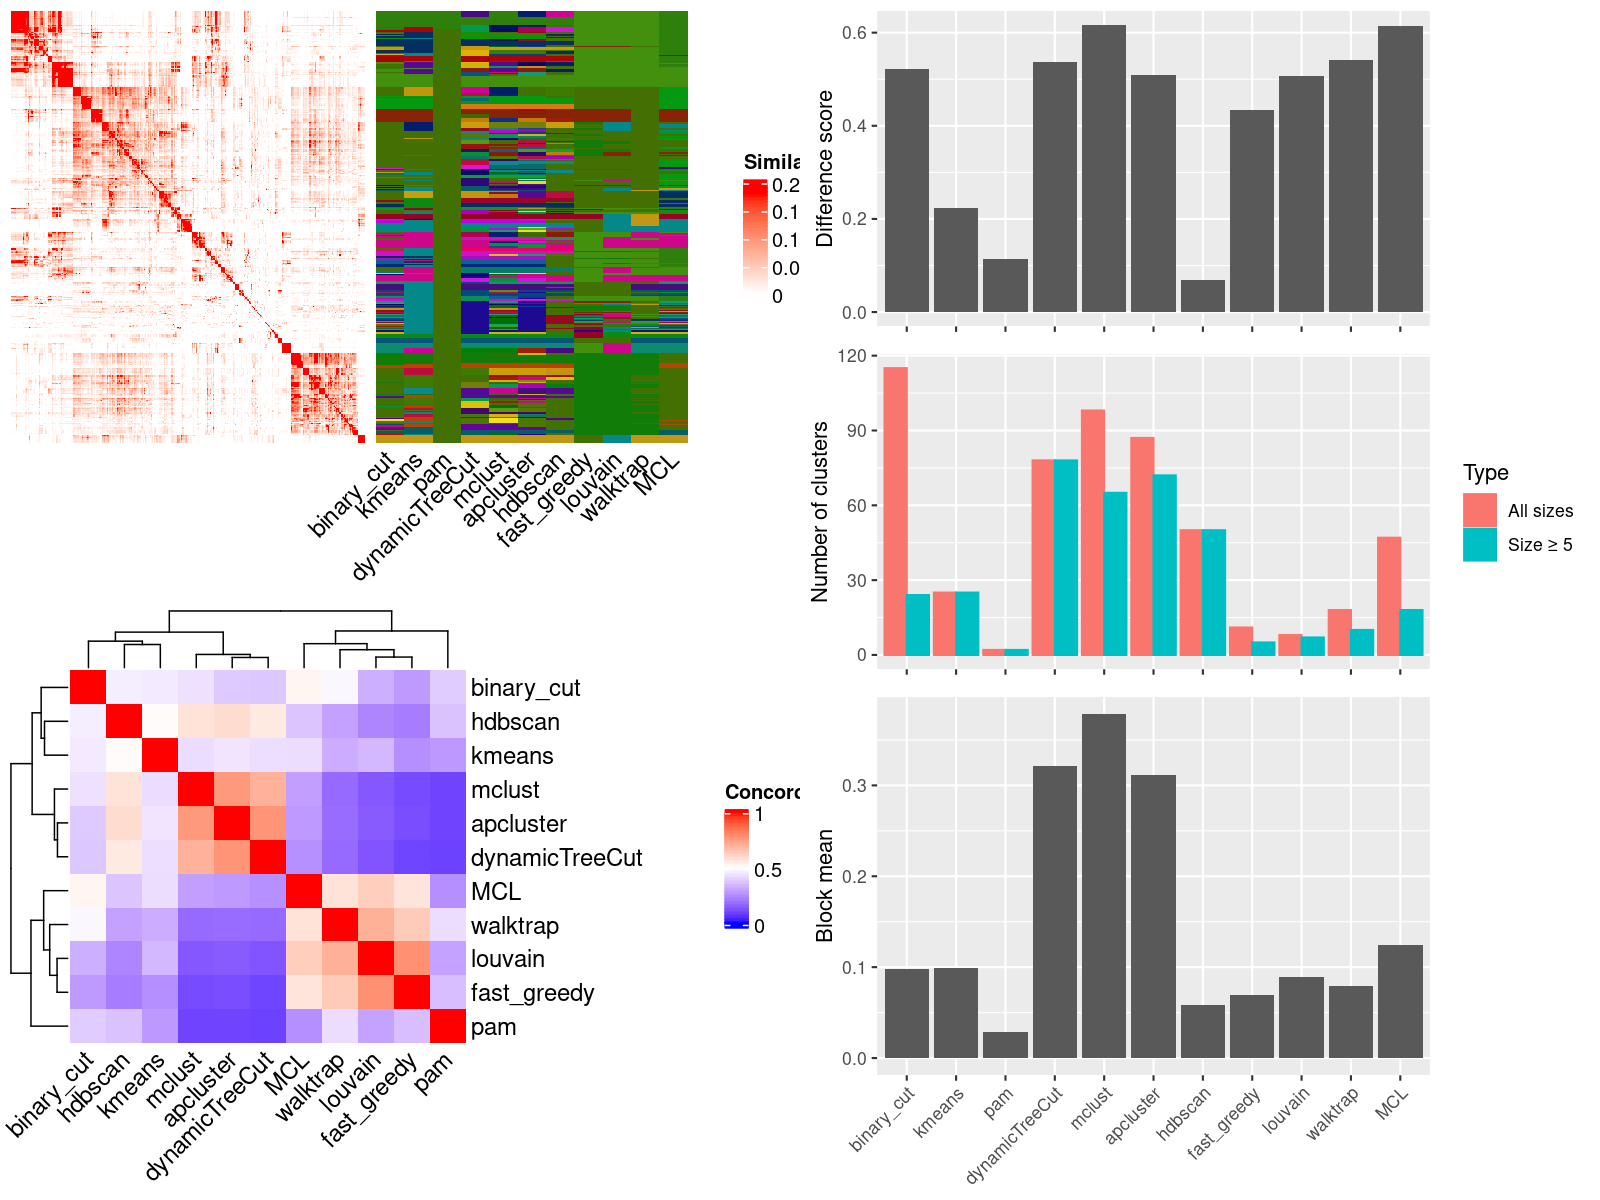 Simila
0.2
0.1
0.1
0.0
0
binary_cut
kmeans
pam
dynamicTreeCut
mclust
apcluster
hdbscan
fast_greedy
louvain
walktrap
MCL
binary_cut
hdbscan
kmeans
mclust
apcluster
dynamicTreeCut
MCL
walktrap
louvain
fast_greedy
pam
binary_cut
hdbscan
kmeans
mclust
apcluster
dynamicTreeCut
MCL
walktrap
louvain
fast_greedy
pam
Concord
1
0.5
0
Difference score
0.6
0.4
0.2
0.0
Number of clusters
120
90
60
30
0
Type
All sizes
Size ≥ 5
Block mean
0.3
0.2
0.1
0.0
binary_cut
kmeans
pam
dynamicTreeCut
mclust
apcluster
hdbscan
fast_greedy
louvain
walktrap
MCL